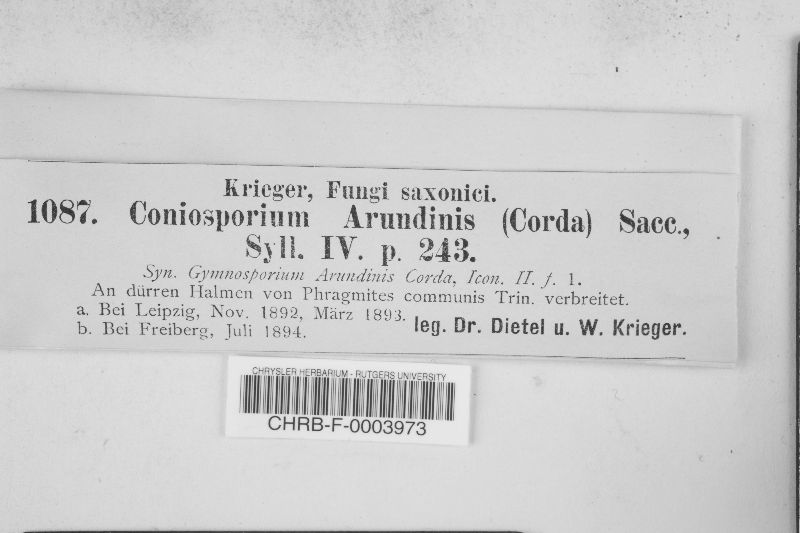 Krieger, Fungi saxonici.
1087. Coniosporium Arundinis (Corda) Sacc.,
Syll. IV. p. 243.
Syn. Gymnosporium Arundinis Corda, Icon. II. f. 1.
An dürren Halmen von Phragmites communis Trin. verbreitet.
a. Bei Leipzig, Nov. 1892, März 1893.
b. Bei Freiberg, Juli 1894.
leg. Dr. Dietel u. W. Krieger.
CHRYSLER HERBARIUM - RUTGERS UNIVERSITY
CHRB-F-0003973